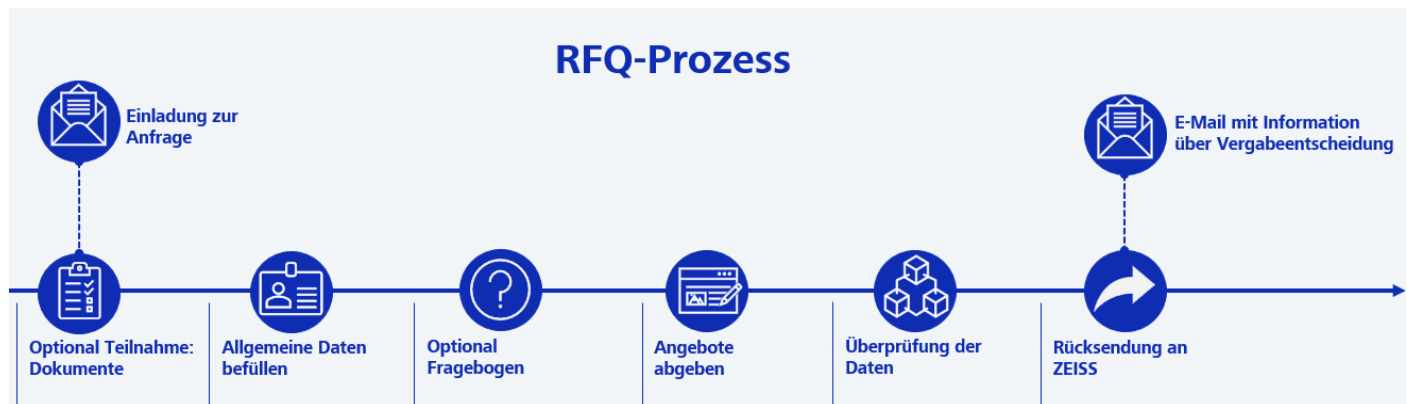 RFQ-Prozess
Einladung zur
Anfrage
E-Mail mit Information
über Vergabeentscheidung
Optional Teilnahme:
Dokumente
Allgemeine Daten
befüllen
Optional
Fragebogen
Angebote
abgeben
Überprüfung der
Daten
Rücksendung an
ZEISS